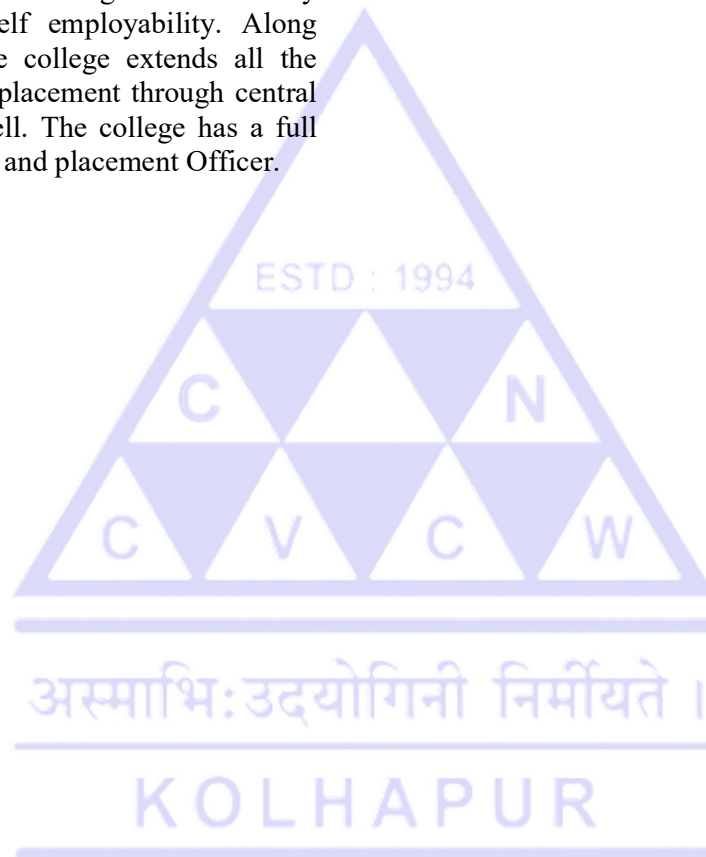 elf employability. Along
e college extends all the
placement through central
ell. The college has a full
and placement Officer.
ESTD : 1994
C N
C V C W
अस्माभि:उदयोगिनी निर्मीयते ।
KOLHAPUR